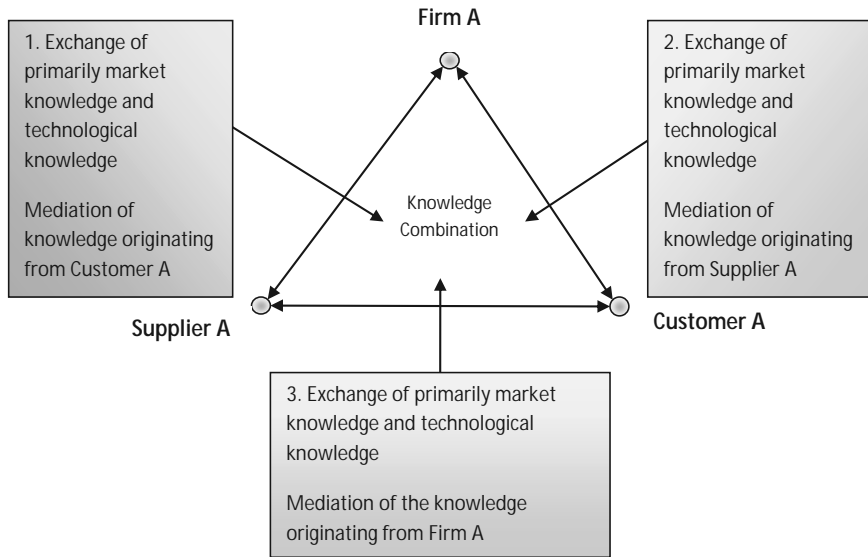 Firm A
1. Exchange of
primarily market
knowledge and
technological
knowledge
Mediation of
knowledge originating
from Customer A
2. Exchange of
primarily market
knowledge and
technological
knowledge
Mediation of
knowledge originating
from Supplier A
Knowledge
Combination
Supplier A
Customer A
3. Exchange of primarily market
knowledge and technological
knowledge
Mediation of the knowledge
originating from Firm A